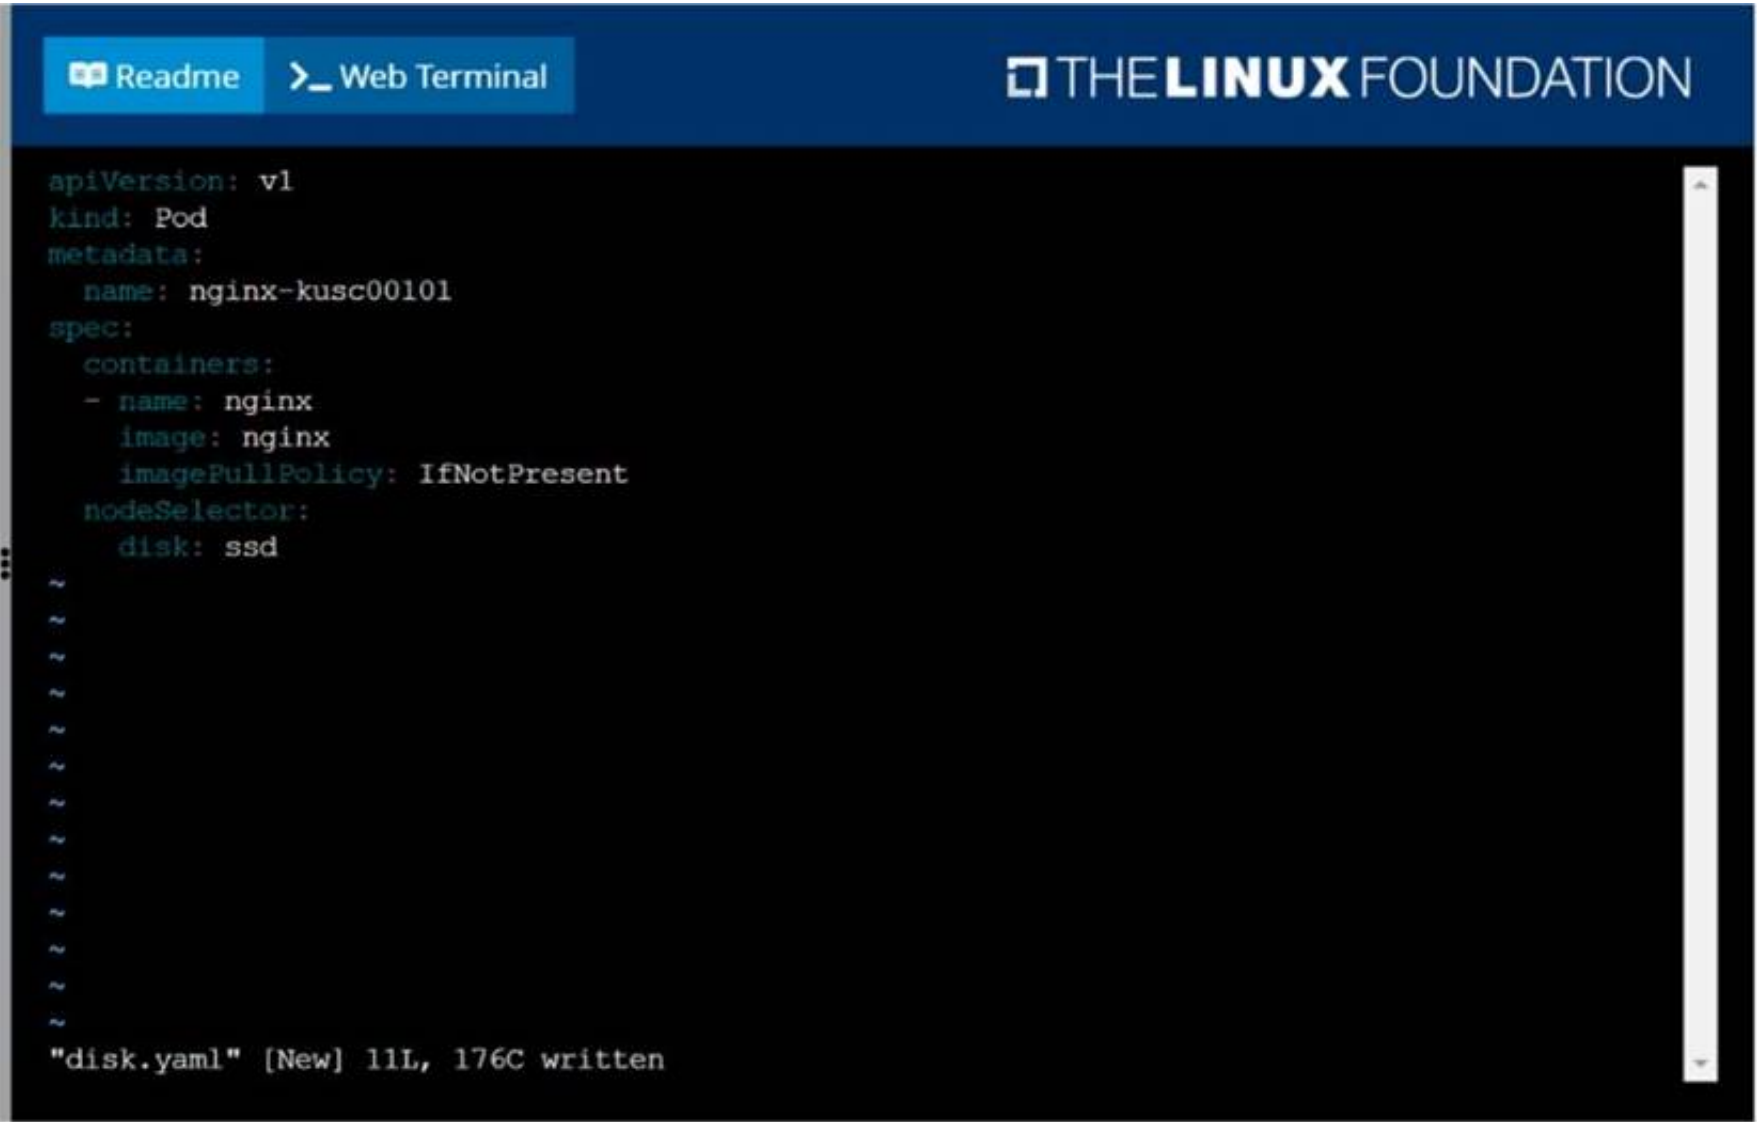 Readme >_ Web Terminal THE LINUX FOUNDATION
apiVersion: v1
kind: Pod
metadata:
  name: nginx-kusc00101
spec:
  containers:
  - name: nginx
    image: nginx
    imagePullPolicy: IfNotPresent
  nodeSelector:
    disk: ssd
~
~
~
~
~
~
~
~
~
~
~
~
~
"disk.yaml" [New] 11L, 176C written